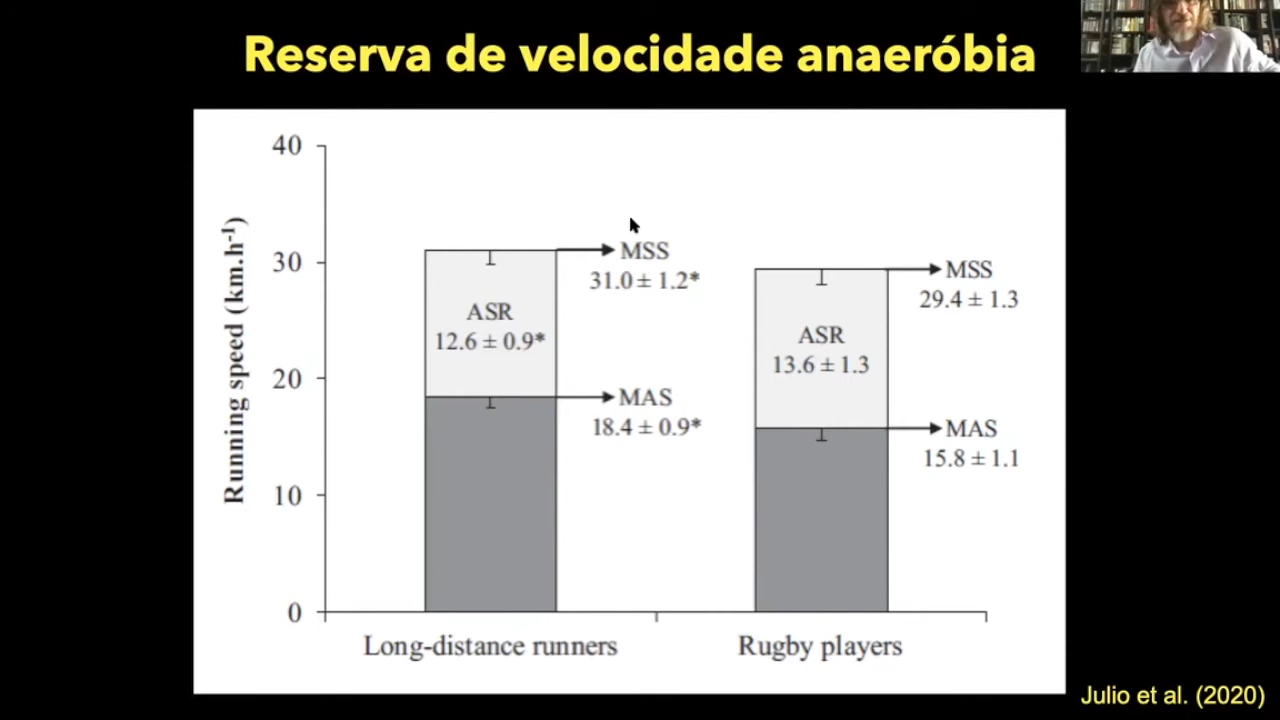 Reserva de velocidade anaeróbia
Running speed (km.h-1)
40
30
20
10
0
MSS
31.0 ± 1.2*
ASR
12.6 ± 0.9*
MAS
18.4 ± 0.9*
MSS
29.4 ± 1.3
ASR
13.6 ± 1.3
MAS
15.8 ± 1.1
Long-distance runners
Rugby players
Julio et al. (2020)